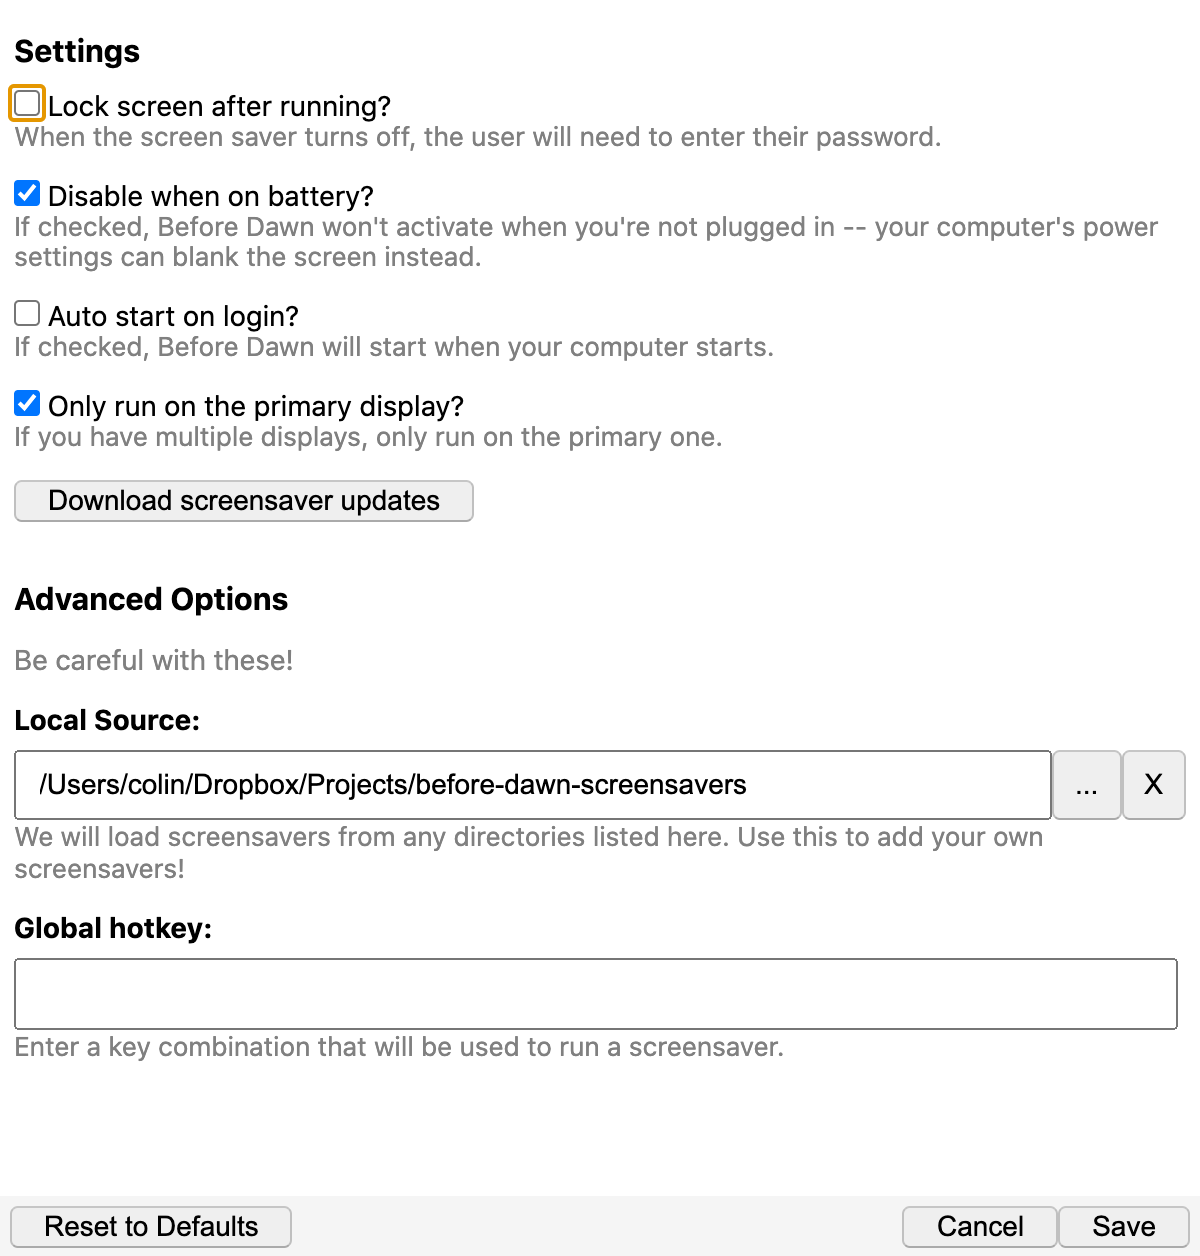 Settings
Lock screen after running?
When the screen saver turns off, the user will need to enter their password.
Disable when on battery?
If checked, Before Dawn won't activate when you're not plugged in -- your computer's power
settings can blank the screen instead.
Auto start on login?
If checked, Before Dawn will start when your computer starts.
Only run on the primary display?
If you have multiple displays, only run on the primary one.
Download screensaver updates
Advanced Options
Be careful with these!
Local Source:
/Users/colin/Dropbox/Projects/before-dawn-screensavers ... X
We will load screensavers from any directories listed here. Use this to add your own
screensavers!
Global hotkey:
Enter a key combination that will be used to run a screensaver.
Reset to Defaults Cancel Save